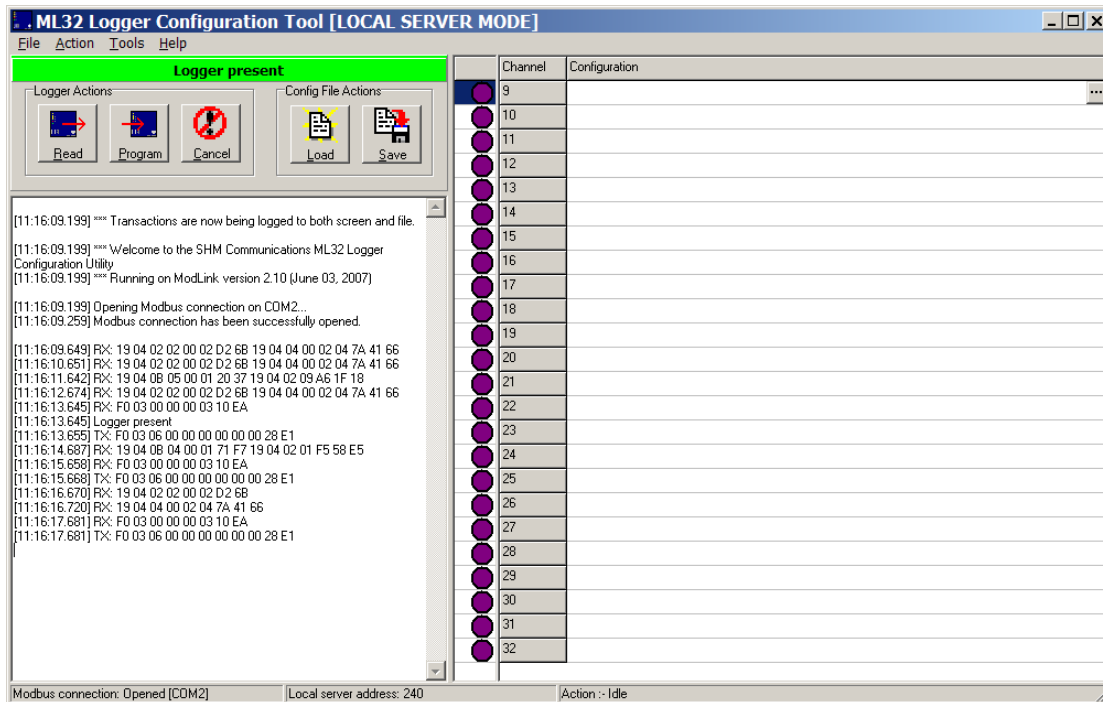 ML32 Logger Configuration Tool [LOCAL SERVER MODE]
File Action Tools Help
Logger present
Logger Actions
Read Program Cancel
Config File Actions
Load Save
[11:16:09.199] *** Transactions are now being logged to both screen and file.
[11:16:09.199] *** Welcome to the SHM Communications ML32 Logger
Configuration Utility
[11:16:09.199] *** Running on ModLink version 2.10 (June 03, 2007)
[11:16:09.199] Opening Modbus connection on COM2...
[11:16:09.259] Modbus connection has been successfully opened.
[11:16:09.649] RX: 19 04 02 02 00 02 D2 6B 19 04 04 00 02 04 7A 41 66
[11:16:10.651] RX: 19 04 02 02 00 02 D2 6B 19 04 04 00 02 04 7A 41 66
[11:16:11.642] RX: 19 04 0B 05 00 01 20 37 19 04 02 09 A6 1F 18
[11:16:12.674] RX: 19 04 02 02 00 02 D2 6B 19 04 04 00 02 04 7A 41 66
[11:16:13.645] RX: F0 03 00 00 00 03 10 EA
[11:16:13.645] Logger present
[11:16:13.655] TX: F0 03 06 00 00 00 00 00 00 28 E1
[11:16:14.687] RX: 19 04 0B 04 00 01 71 F7 19 04 02 01 F5 58 E5
[11:16:15.658] RX: F0 03 00 00 00 03 10 EA
[11:16:15.668] TX: F0 03 06 00 00 00 00 00 00 28 E1
[11:16:16.670] RX: 19 04 02 02 00 02 D2 6B
[11:16:16.720] RX: 19 04 04 00 02 04 7A 41 66
[11:16:17.681] RX: F0 03 00 00 00 03 10 EA
[11:16:17.681] TX: F0 03 06 00 00 00 00 00 00 28 E1
Channel Configuration
9 ...
10
11
12
13
14
15
16
17
18
19
20
21
22
23
24
25
26
27
28
29
30
31
32
Modbus connection: Opened [COM2] Local server address: 240 Action :- Idle